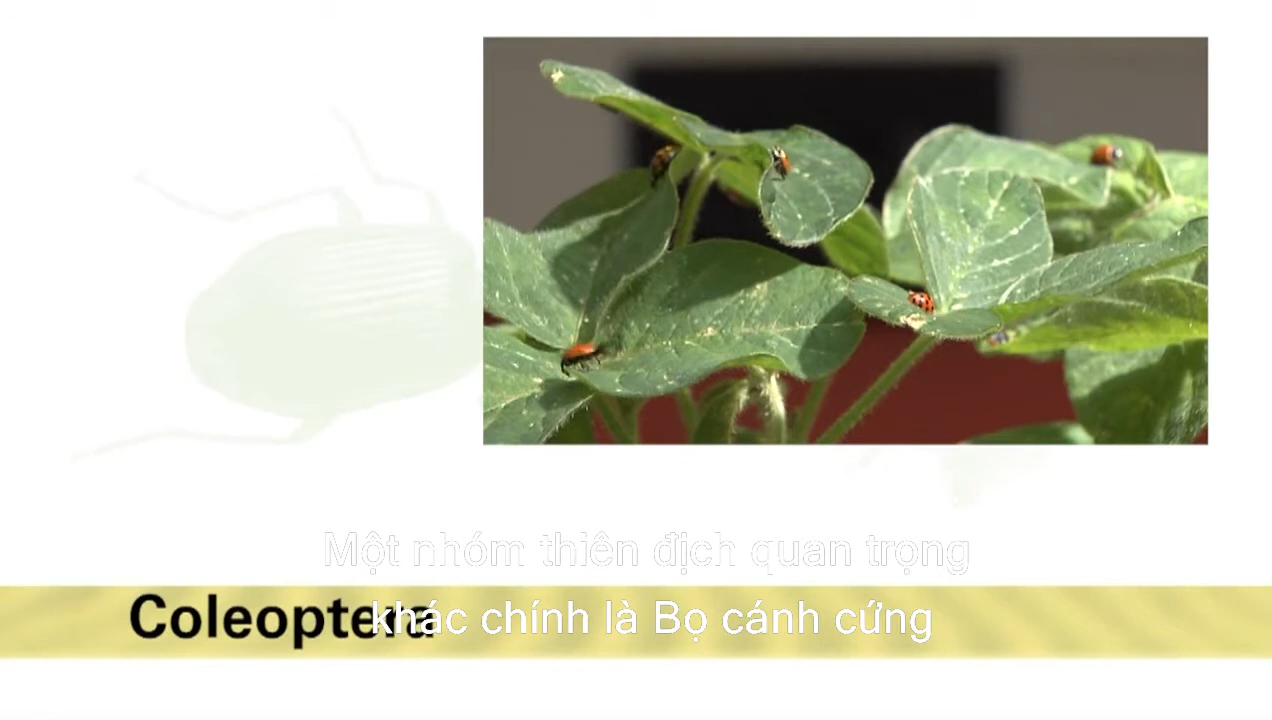 Một nhóm thiên địch quan trọng
Coleoptera
khác chính là Bọ cánh cứng